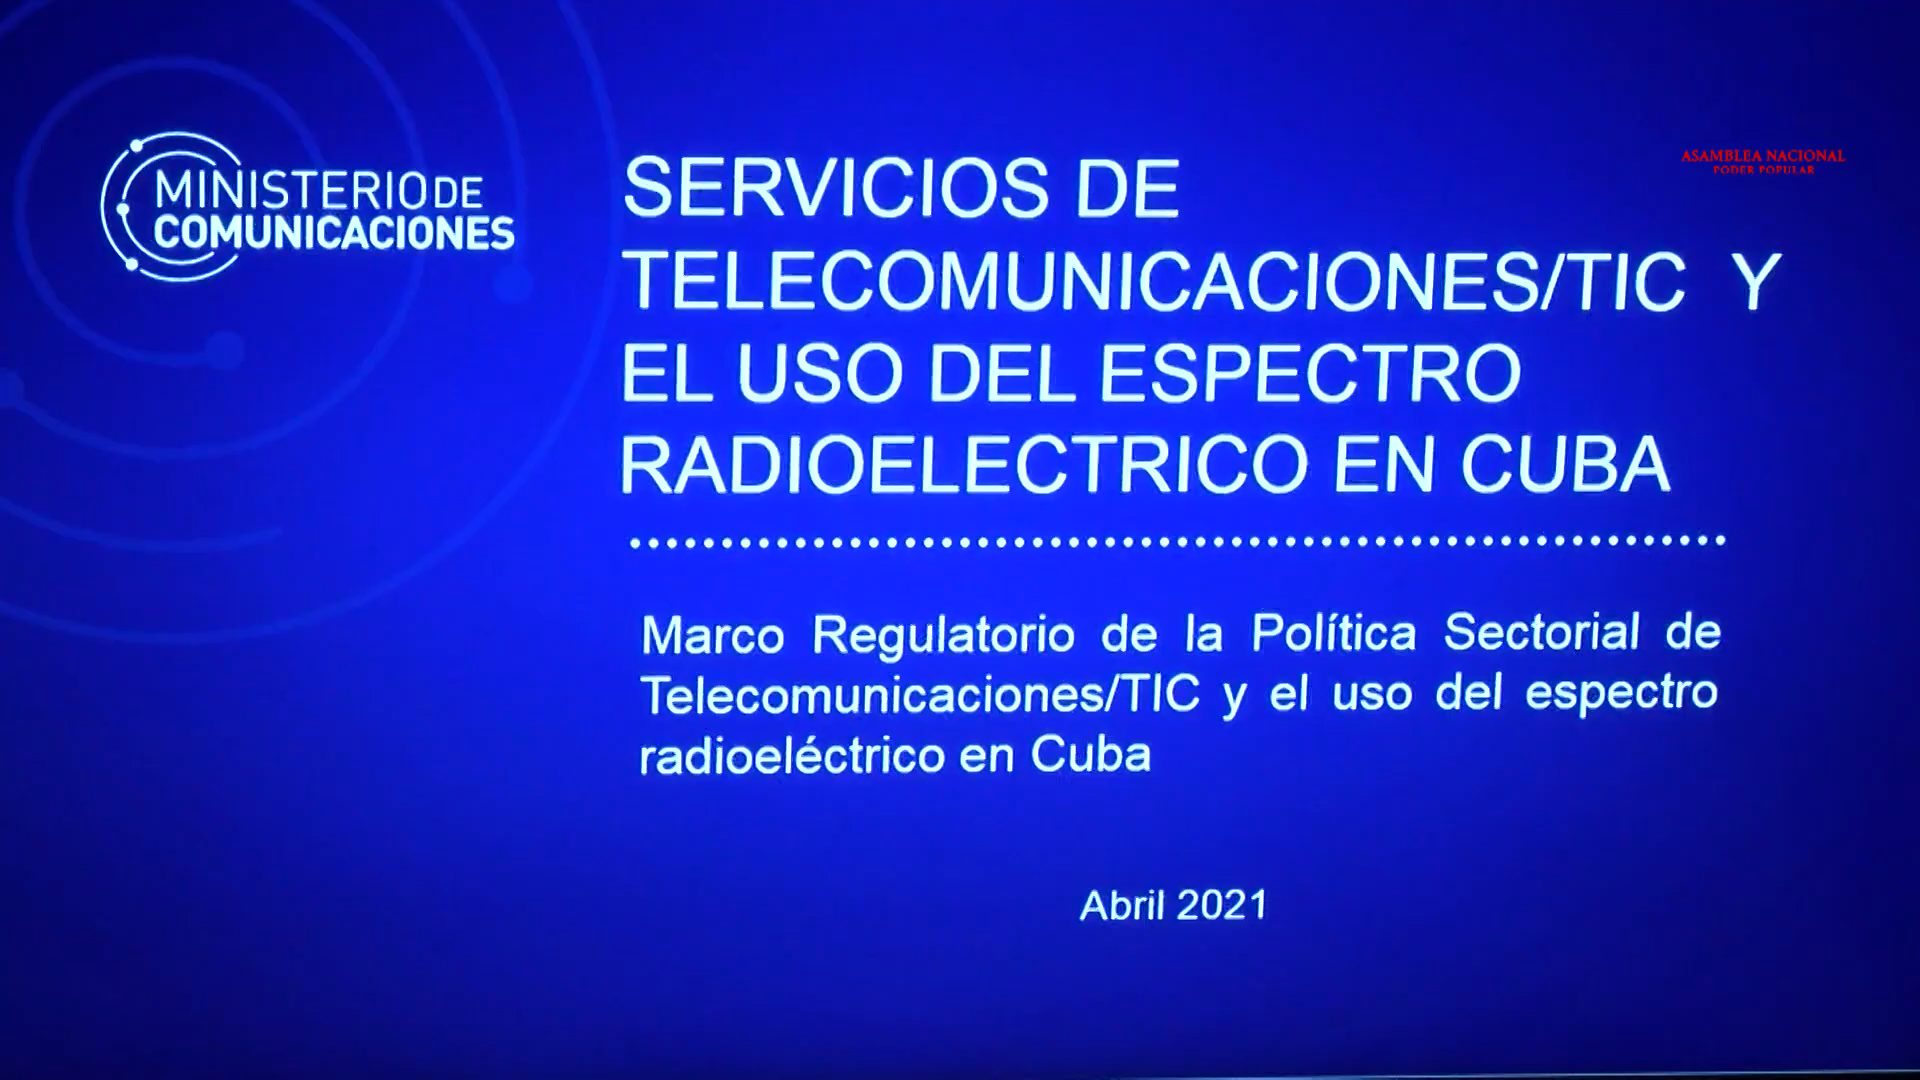 MINISTERIO DE
COMUNICACIONES
SERVICIOS DE
TELECOMUNICACIONES/TIC Y
EL USO DEL ESPECTRO
RADIOELECTRICO EN CUBA
ASAMBLEA NACIONAL
PODER POPULAR
Marco Regulatorio de la Política Sectorial de
Telecomunicaciones/TIC y el uso del espectro
radioeléctrico en Cuba
Abril 2021